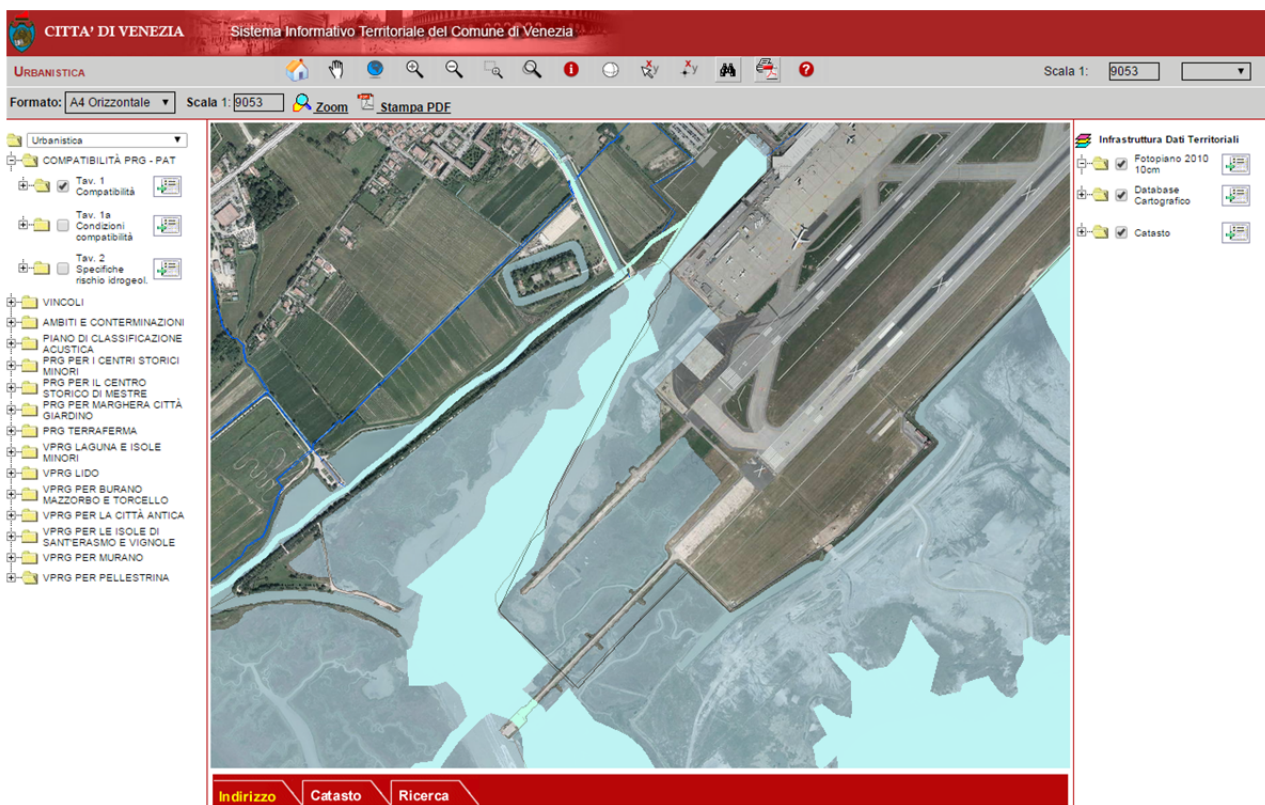 CITTA' DI VENEZIA
Sistema Informativo Territoriale del Comune di Venezia
URBANISTICA
Scala 1: 9053
Formato: A4 Orizzontale Scala 1: 9053 Zoom Stampa PDF
Urbanistica
COMPATIBILITÀ PRG - PAT
Tav. 1
Compatibilità
Tav. 1a
Condizioni
compatibilità
Tav. 2
Specifiche
rischio idrogeol.
VINCOLI
AMBITI E CONTERMINAZIONI
PIANO DI CLASSIFICAZIONE
ACUSTICA
PRG PER I CENTRI STORICI
MINORI
PRG PER IL CENTRO
STORICO DI MESTRE
PRG PER MARGHERA CITTÀ
GIARDINO
PRG TERRAFERMA
VPRG LAGUNA E ISOLE
MINORI
VPRG LIDO
VPRG PER BURANO
MAZZORBO E TORCELLO
VPRG PER LA CITTÀ ANTICA
VPRG PER LE ISOLE DI
SANT'ERASMO E VIGNOLE
VPRG PER MURANO
VPRG PER PELLESTRINA
Infrastruttura Dati Territoriali
Fotopiano 2010
10cm
Database
Cartografico
Catasto
Indirizzo
Catasto
Ricerca